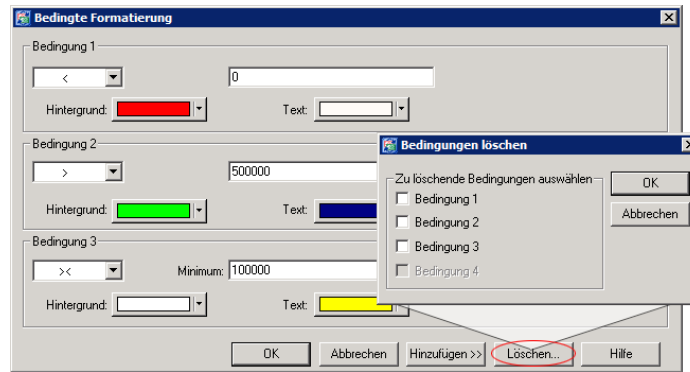 Bedingte Formatierung
Bedingung 1
< 0
Hintergrund: Text:
Bedingung 2
> 500000
Hintergrund: Text:
Bedingung 3
>< Minimum: 100000
Hintergrund: Text:
OK Abbrechen Hinzufügen >> Löschen... Hilfe
Bedingungen löschen
Zu löschende Bedingungen auswählen
Bedingung 1
Bedingung 2
Bedingung 3
Bedingung 4
OK
Abbrechen